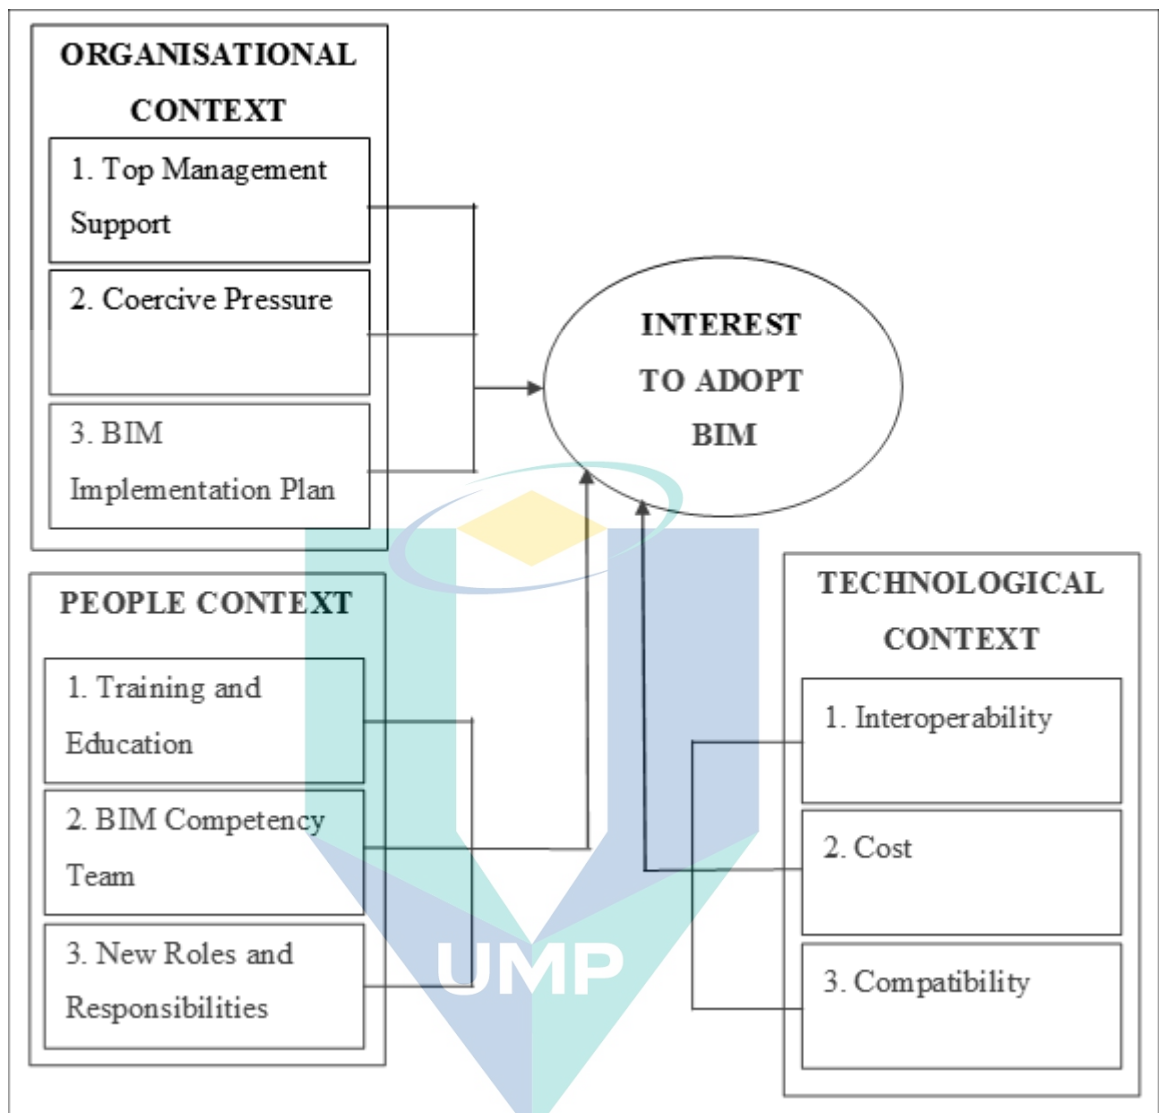 ORGANISATIONAL
CONTEXT
1. Top Management
Support
2. Coercive Pressure
3. BIM
Implementation Plan
INTEREST
TO ADOPT
BIM
PEOPLE CONTEXT
1. Training and
Education
2. BIM Competency
Team
3. New Roles and
Responsibilities
TECHNOLOGICAL
CONTEXT
1. Interoperability
2. Cost
3. Compatibility
UMP